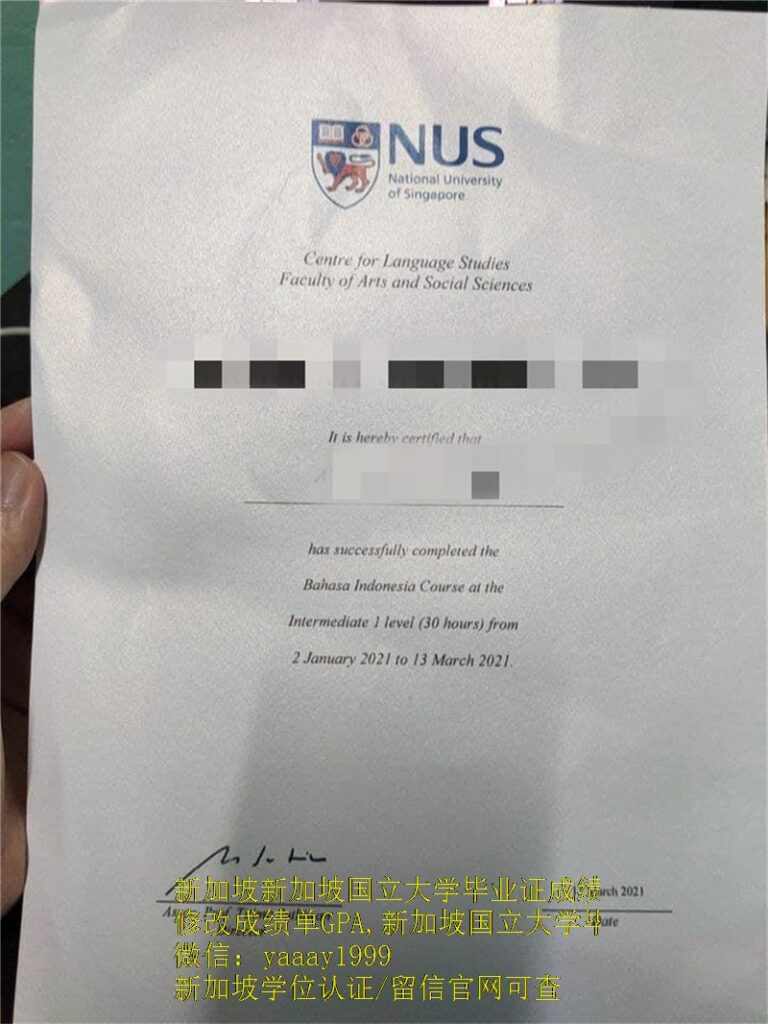 NUS
National University
of Singapore
Centre for Language Studies
Faculty of Arts and Social Sciences
It is hereby certified that
has successfully completed the
Bahasa Indonesia Course at the
Intermediate 1 level (30 hours) from
2 January 2021 to 13 March 2021.
March 2021
Date
新加坡新加坡国立大学毕业证成绩
修改成绩单GPA,新加坡国立大学
微信：yaaay1999
新加坡学位认证/留信官网可查